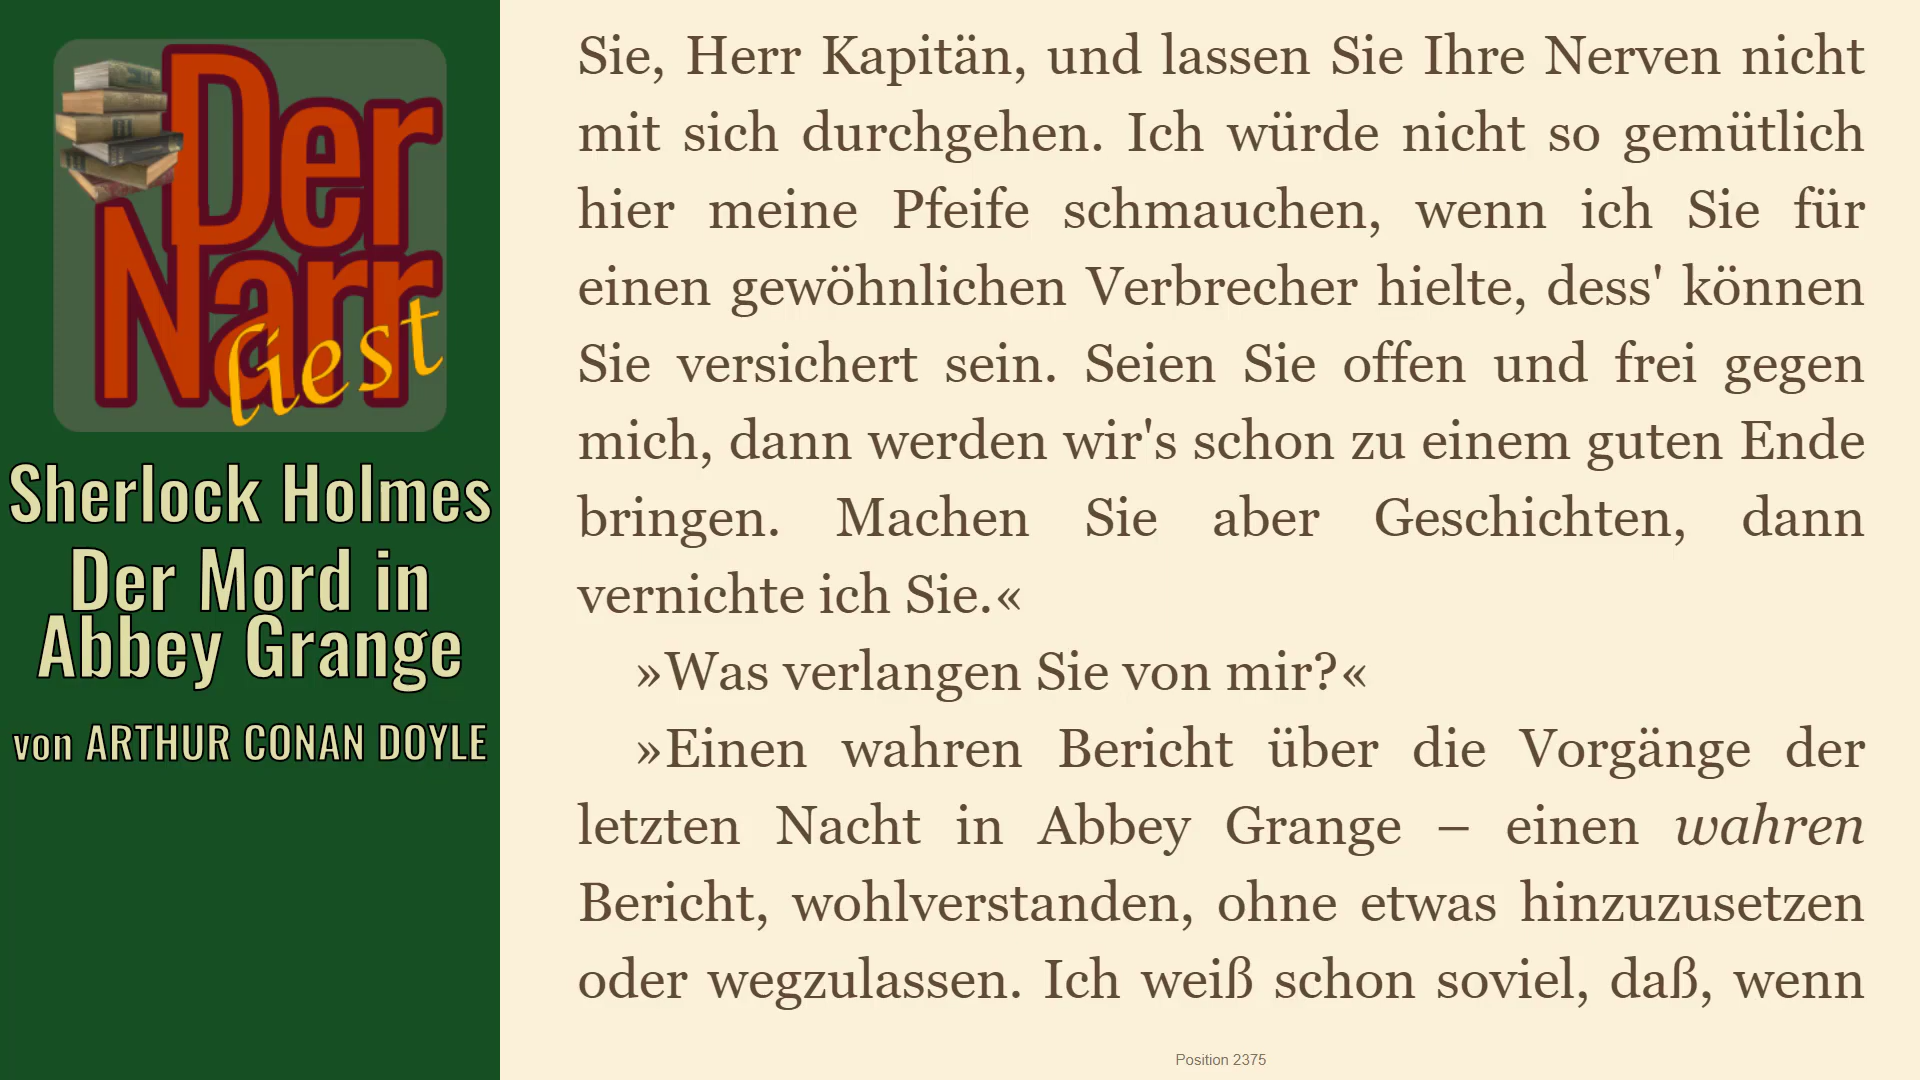 Der
Narr
liest
Sherlock Holmes
Der Mord in
Abbey Grange
von ARTHUR CONAN DOYLE
Sie, Herr Kapitän, und lassen Sie Ihre Nerven nicht
mit sich durchgehen. Ich würde nicht so gemütlich
hier meine Pfeife schmauchen, wenn ich Sie für
einen gewöhnlichen Verbrecher hielte, dess' können
Sie versichert sein. Seien Sie offen und frei gegen
mich, dann werden wir's schon zu einem guten Ende
bringen. Machen Sie aber Geschichten, dann
vernichte ich Sie.«
»Was verlangen Sie von mir?«
»Einen wahren Bericht über die Vorgänge der
letzten Nacht in Abbey Grange – einen wahren
Bericht, wohlverstanden, ohne etwas hinzuzusetzen
oder wegzulassen. Ich weiß schon soviel, daß, wenn
Position 2375